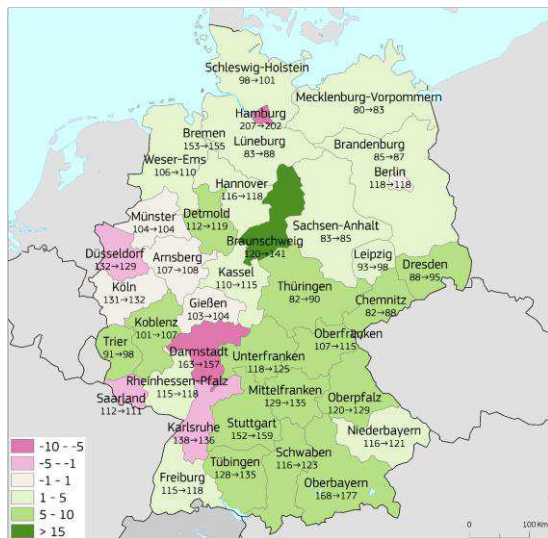 Schleswig-Holstein
98→101
Mecklenburg-Vorpommern
80→83
Hamburg
207→202
Bremen
153→155
Lüneburg
83→88
Brandenburg
85→87
Weser-Ems
106→110
Berlin
118→118
Hannover
116→118
Münster
104→104
Detmold
112→119
Sachsen-Anhalt
83→85
Braunschweig
120→141
Düsseldorf
132→129
Arnsberg
107→108
Leipzig
93→98
Dresden
88→95
Kassel
110→115
Köln
131→132
Thüringen
82→90
Gießen
103→104
Chemnitz
82→88
Koblenz
101→107
Trier
91→98
Darmstadt
163→157
Unterfranken
118→125
Oberfranken
107→115
Rheinhessen-Pfalz
115→118
Saarland
112→111
Mittelfranken
129→135
Oberpfalz
120→129
Karlsruhe
138→136
Stuttgart
152→159
Niederbayern
116→121
Schwaben
116→123
Tübingen
128→135
Freiburg
115→118
Oberbayern
168→177
-10 - -5
-5 - -1
-1 - 1
1 - 5
5 - 10
> 15
0 100 Km